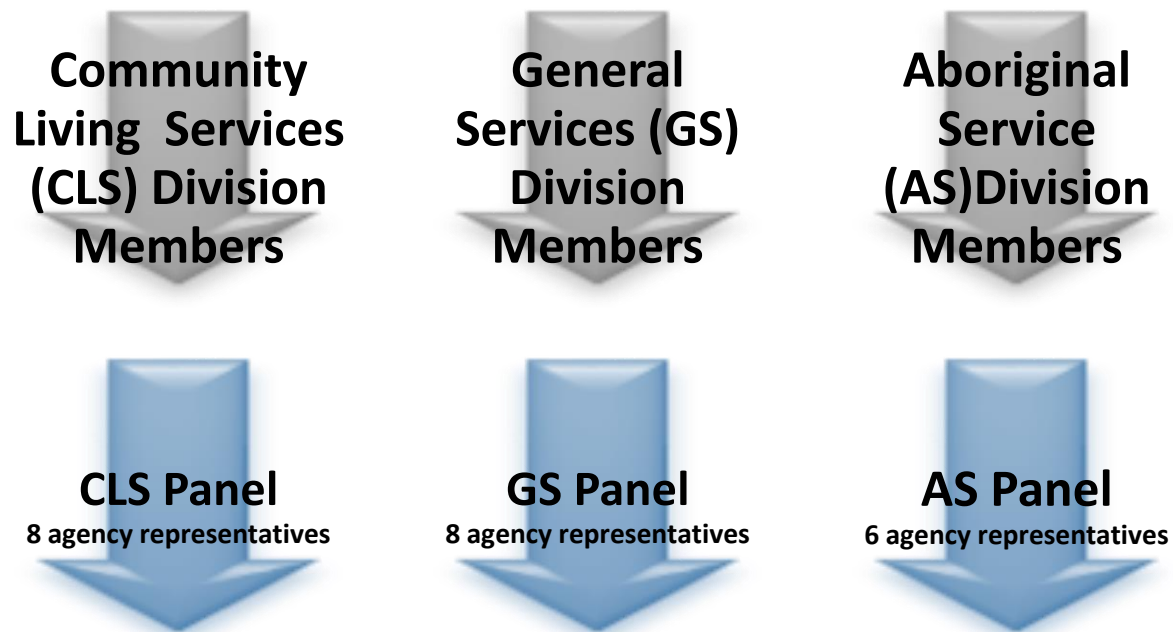 Community
Living  Services
(CLS) Division
Members
General
Services (GS)
Division
Members
Aboriginal
Service
(AS)Division
Members
CLS Panel
8 agency representatives
GS Panel
8 agency representatives
AS Panel
6 agency representatives